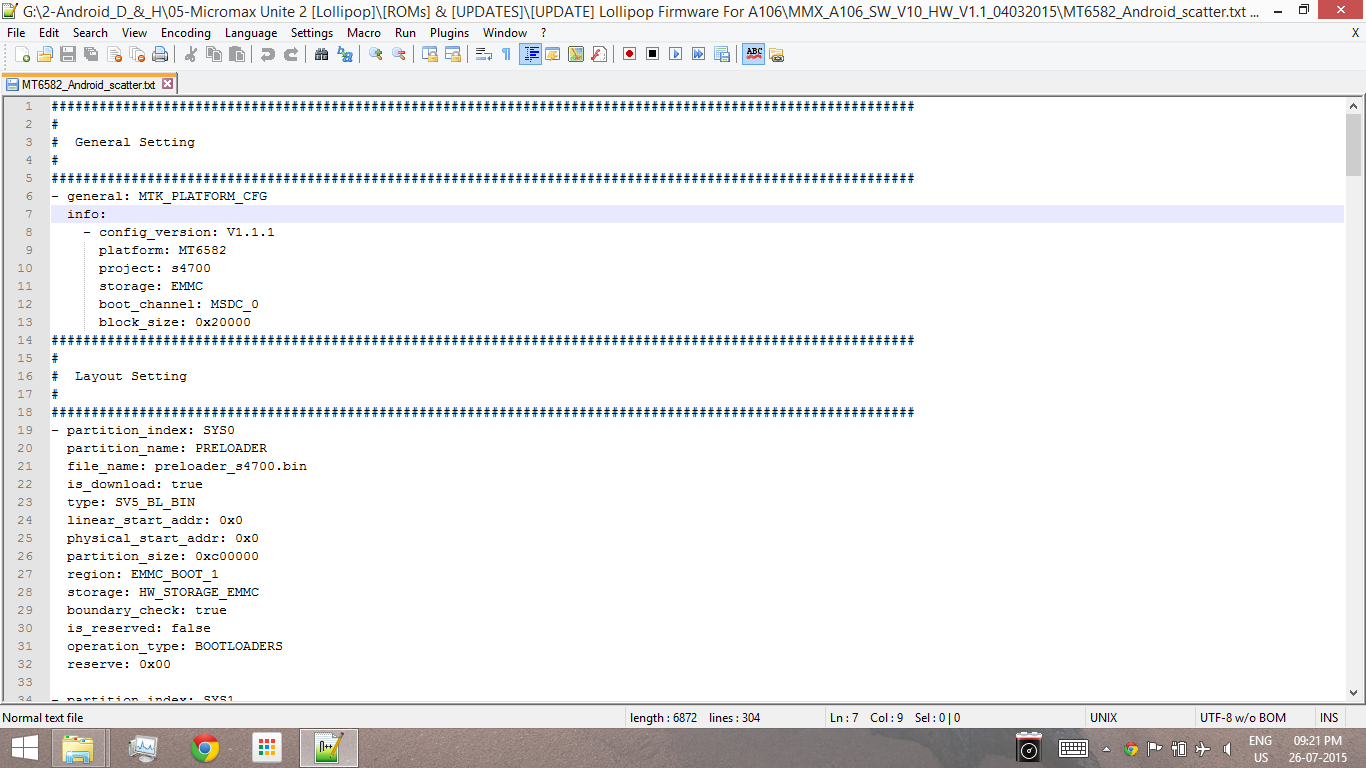 G:\2-Android_D_&_H\05-Micromax Unite 2 [Lollipop]\[ROMs] & [UPDATES]\[UPDATE] Lollipop Firmware For A106\MMX_A106_SW_V10_HW_V1.1_04032015\MT6582_Android_scatter.txt ...
File Edit Search View Encoding Language Settings Macro Run Plugins Window ? X
ABC
MT6582_Android_scatter.txt
1 ############################################################################################################
2 #
3 # General Setting
4 #
5 ############################################################################################################
6 - general: MTK_PLATFORM_CFG
7 info:
8 - config_version: V1.1.1
9 platform: MT6582
10 project: s4700
11 storage: EMMC
12 boot_channel: MSDC_0
13 block_size: 0x20000
14 ############################################################################################################
15 #
16 # Layout Setting
17 #
18 ############################################################################################################
19 - partition_index: SYS0
20 partition_name: PRELOADER
21 file_name: preloader_s4700.bin
22 is_download: true
23 type: SV5_BL_BIN
24 linear_start_addr: 0x0
25 physical_start_addr: 0x0
26 partition_size: 0xc00000
27 region: EMMC_BOOT_1
28 storage: HW_STORAGE_EMMC
29 boundary_check: true
30 is_reserved: false
31 operation_type: BOOTLOADERS
32 reserve: 0x00
33
34 - partition_index: SYS1
Normal text file length : 6872 lines : 304 Ln : 7 Col : 9 Sel : 0 | 0 UNIX UTF-8 w/o BOM INS
ENG 09:21 PM
US 26-07-2015